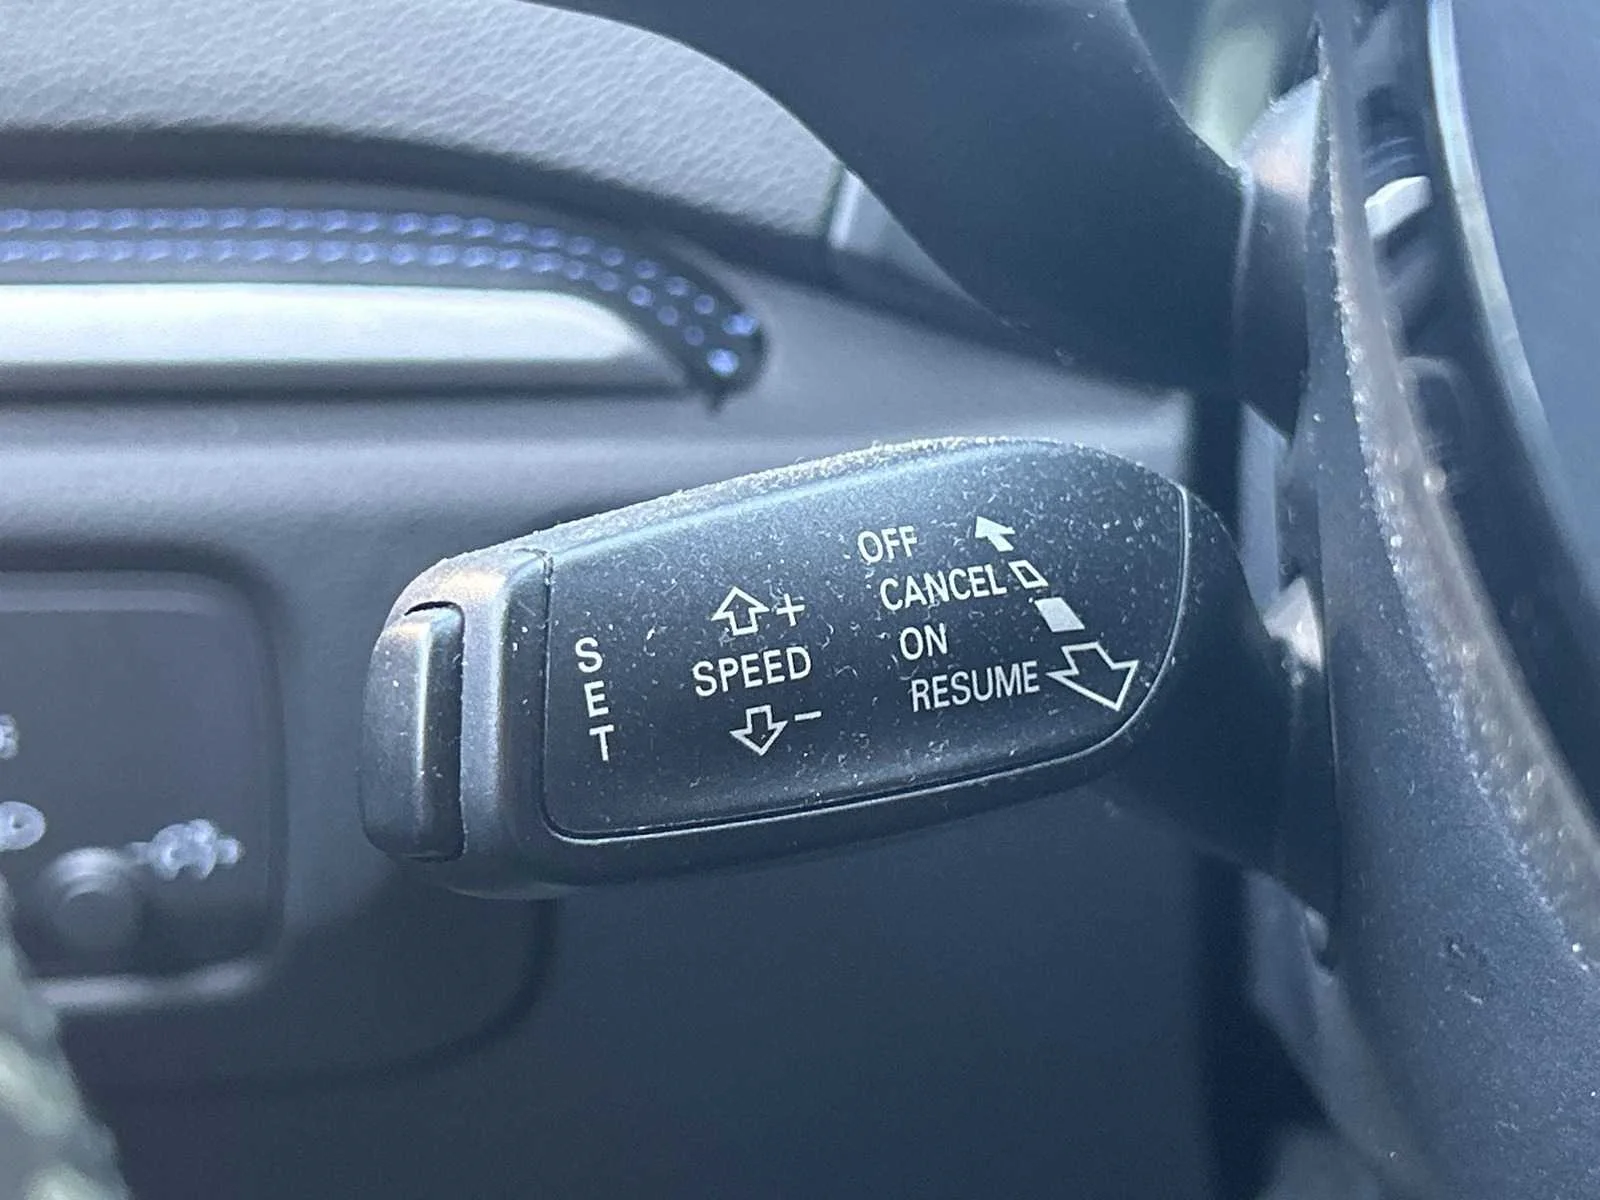 SET
+
SPEED
−
OFF
CANCEL
ON
RESUME